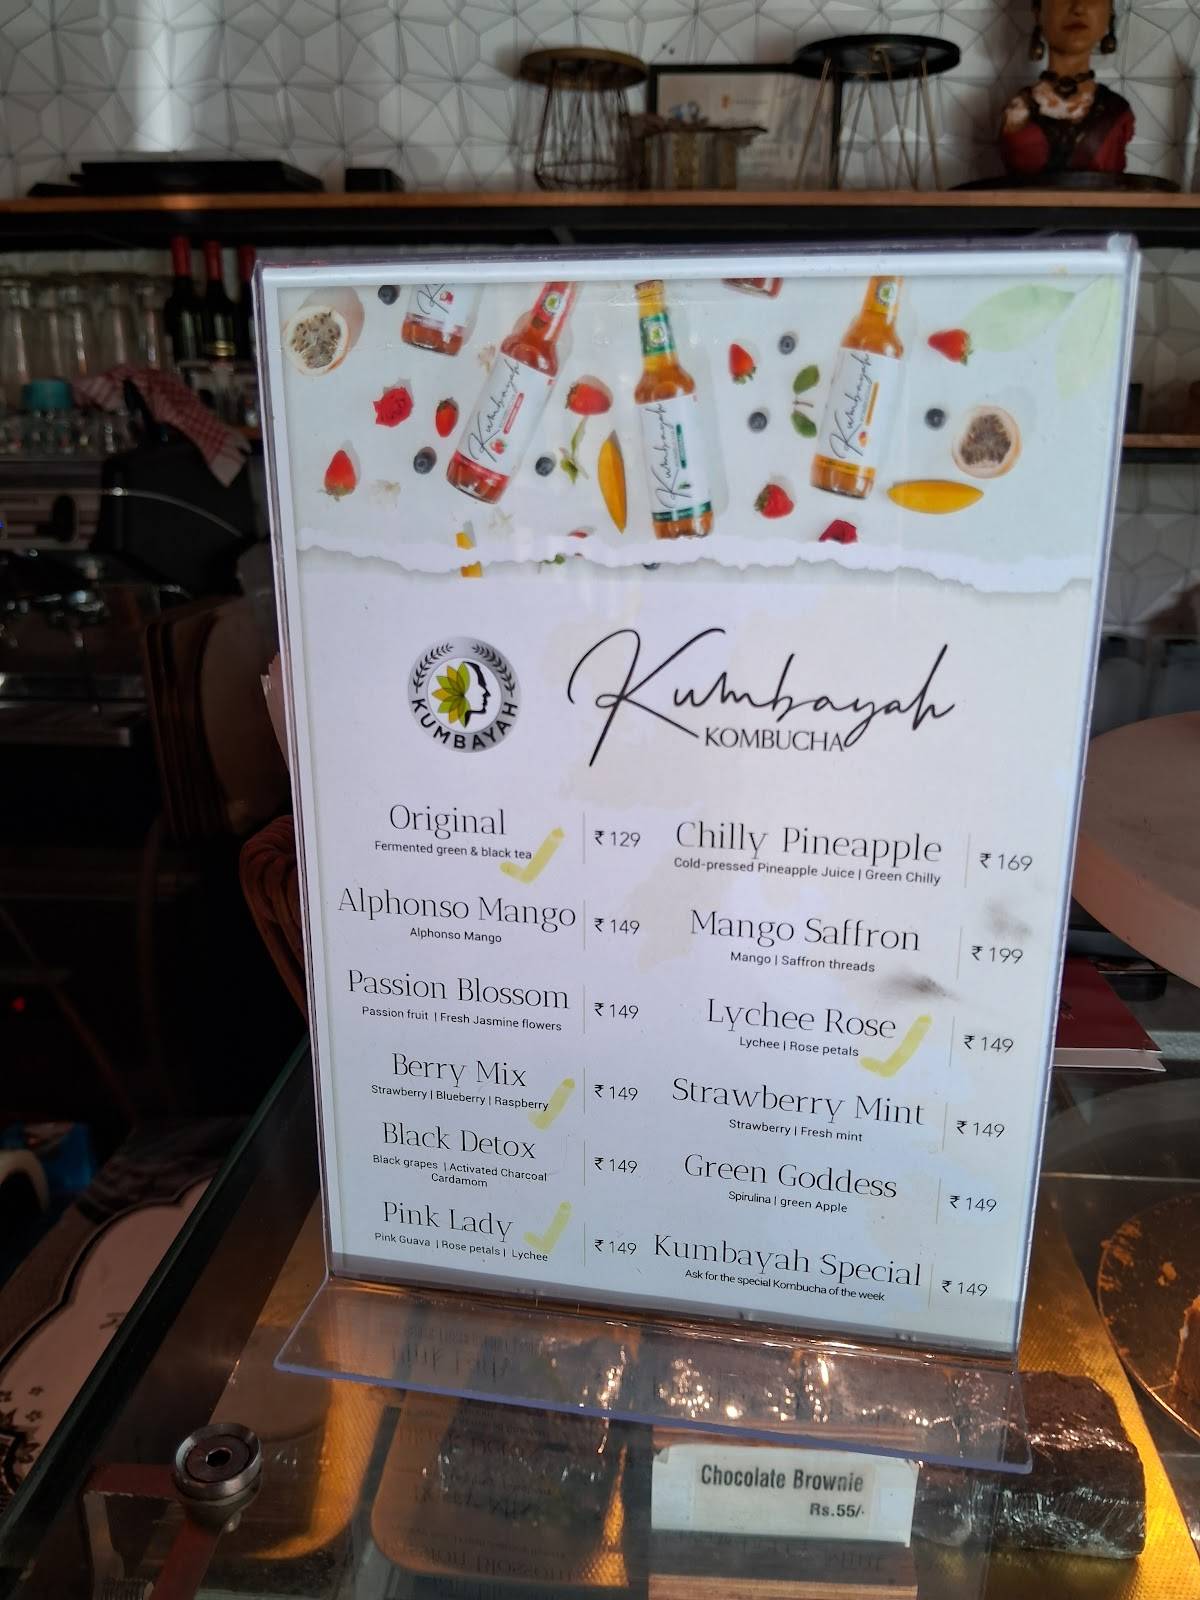 KUMBAYAH
Kumbayah
KOMBUCHA
Original
Fermented green & black tea
₹ 129
Alphonso Mango
Alphonso Mango
₹ 149
Passion Blossom
Passion fruit | Fresh Jasmine flowers
₹ 149
Berry Mix
Strawberry | Blueberry | Raspberry
₹ 149
Black Detox
Black grapes | Activated Charcoal
Cardamom
₹ 149
Pink Lady
Pink Guava | Rose petals | Lychee
₹ 149
Chilly Pineapple
Cold-pressed Pineapple Juice | Green Chilly
₹ 169
Mango Saffron
Mango | Saffron threads
₹ 199
Lychee Rose
Lychee | Rose petals
₹ 149
Strawberry Mint
Strawberry | Fresh mint
₹ 149
Green Goddess
Spirulina | green Apple
₹ 149
Kumbayah Special
Ask for the special Kombucha of the week
₹ 149
Kumbayah
Kumbayah
Kumbayah
Chocolate Brownie
Rs.55/-